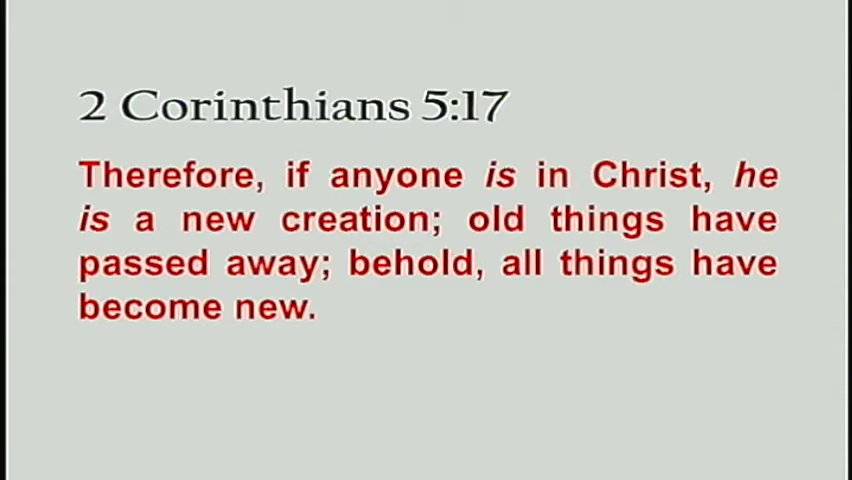 2 Corinthians 5:17
Therefore, if anyone is in Christ, he
is a new creation; old things have
passed away; behold, all things have
become new.